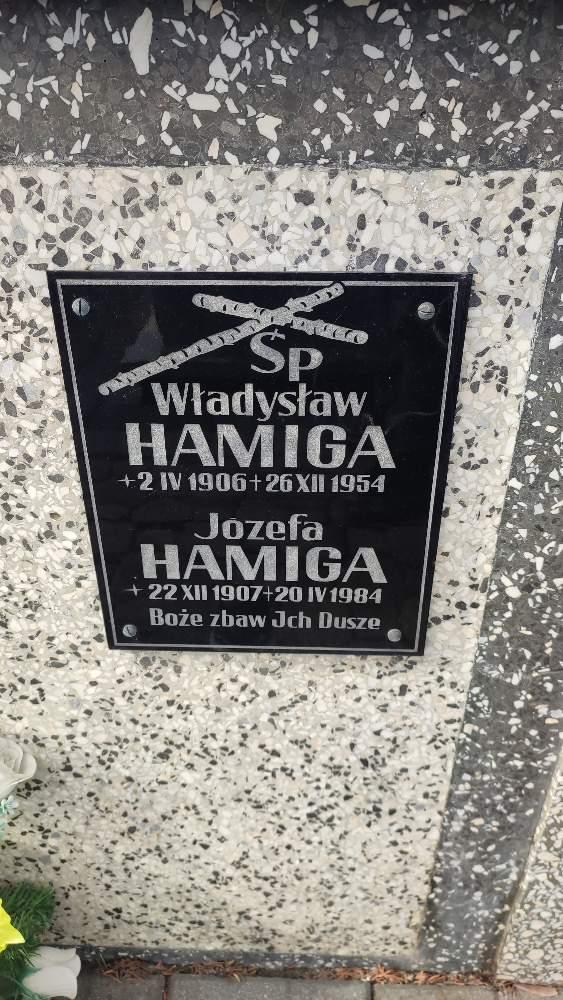 Śp
Władysław
HAMIGA
+2 IV 1906+26 XII 1954
Józefa
HAMIGA
+22 XII 1907+20 IV 1984
Boże zbaw Jch Dusze